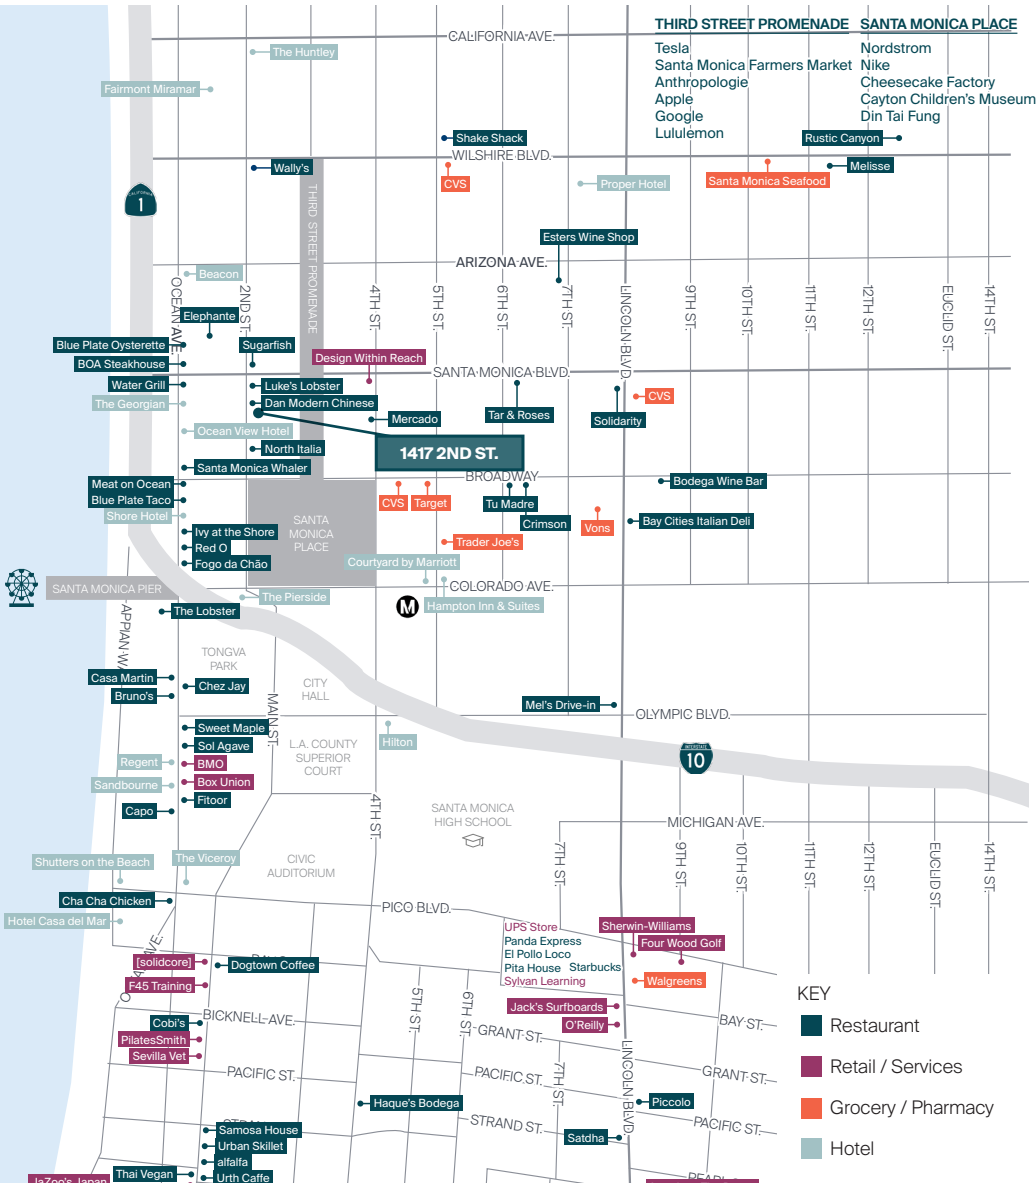 THIRD STREET PROMENADE
Tesla
Santa Monica Farmers Market
Anthropologie
Apple
Google
Lululemon
SANTA MONICA PLACE
Nordstrom
Nike
Cheesecake Factory
Cayton Children's Museum
Din Tai Fung
CALIFORNIA AVE.
The Huntley
Fairmont Miramar
Shake Shack
Rustic Canyon
WILSHIRE BLVD.
Wally's
CVS
Proper Hotel
Santa Monica Seafood
Melisse
CALIFORNIA
1
THIRD STREET PROMENADE
Esters Wine Shop
ARIZONA AVE.
Beacon
OCEAN AVE.
2ND ST.
4TH ST.
5TH ST.
6TH ST.
7TH ST.
LINCOLN BLVD.
9TH ST.
10TH ST.
11TH ST.
12TH ST.
EUCLID ST.
14TH ST.
Elephante
Blue Plate Oysterette
Sugarfish
BOA Steakhouse
Design Within Reach
SANTA MONICA BLVD.
Water Grill
Luke's Lobster
The Georgian
Dan Modern Chinese
CVS
Mercado
Tar & Roses
Solidarity
Ocean View Hotel
North Italia
1417 2ND ST.
Santa Monica Whaler
BROADWAY
Meat on Ocean
Bodega Wine Bar
Blue Plate Taco
CVS
Target
Tu Madre
Shore Hotel
Crimson
Vons
Bay Cities Italian Deli
SANTA
MONICA
PLACE
Ivy at the Shore
Red O
Trader Joe's
Fogo da Chão
Courtyard by Marriott
SANTA MONICA PIER
COLORADO AVE.
The Pierside
M
Hampton Inn & Suites
The Lobster
APPIAN WA
TONGVA
PARK
Casa Martin
Chez Jay
CITY
HALL
Bruno's
MAIN ST.
Mel's Drive-in
OLYMPIC BLVD.
Sweet Maple
Sol Agave
Hilton
L.A. COUNTY
SUPERIOR
COURT
Regent
BMO
INTERSTATE
10
Sandbourne
Box Union
Fitoor
Capo
SANTA MONICA
HIGH SCHOOL
4TH ST.
MICHIGAN AVE.
7TH ST.
9TH ST.
10TH ST.
11TH ST.
12TH ST.
EUCLID ST.
14TH ST.
Shutters on the Beach
The Viceroy
CIVIC
AUDITORIUM
Cha Cha Chicken
PICO BLVD.
Hotel Casa del Mar
UPS Store
Panda Express
El Pollo Loco
Pita House
Starbucks
Sylvan Learning
Sherwin-Williams
Four Wood Golf
[solidcore]
Dogtown Coffee
F45 Training
Walgreens
KEY
Restaurant
Retail / Services
Grocery / Pharmacy
Hotel
5TH ST.
6TH ST.
Jack's Surfboards
O'Reilly
Cobi's
BICKNELL AVE.
BAY ST.
PilatesSmith
GRANT ST.
Sevilla Vet
LINCOLN BLVD.
7TH ST.
PACIFIC ST.
PACIFIC ST.
GRANT ST.
Haque's Bodega
Piccolo
STRAND ST.
PACIFIC ST.
Samosa House
Satdha
Urban Skillet
alfalfa
Thai Vegan
Urth Caffe
JaZoo's Japan